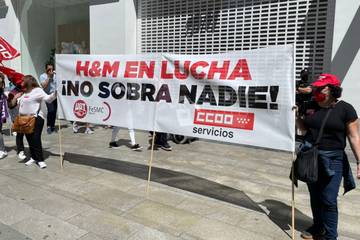 H&M EN LUCHA
¡NO SOBRA NADIE!
UGT FeSMC
CCOO
servicios